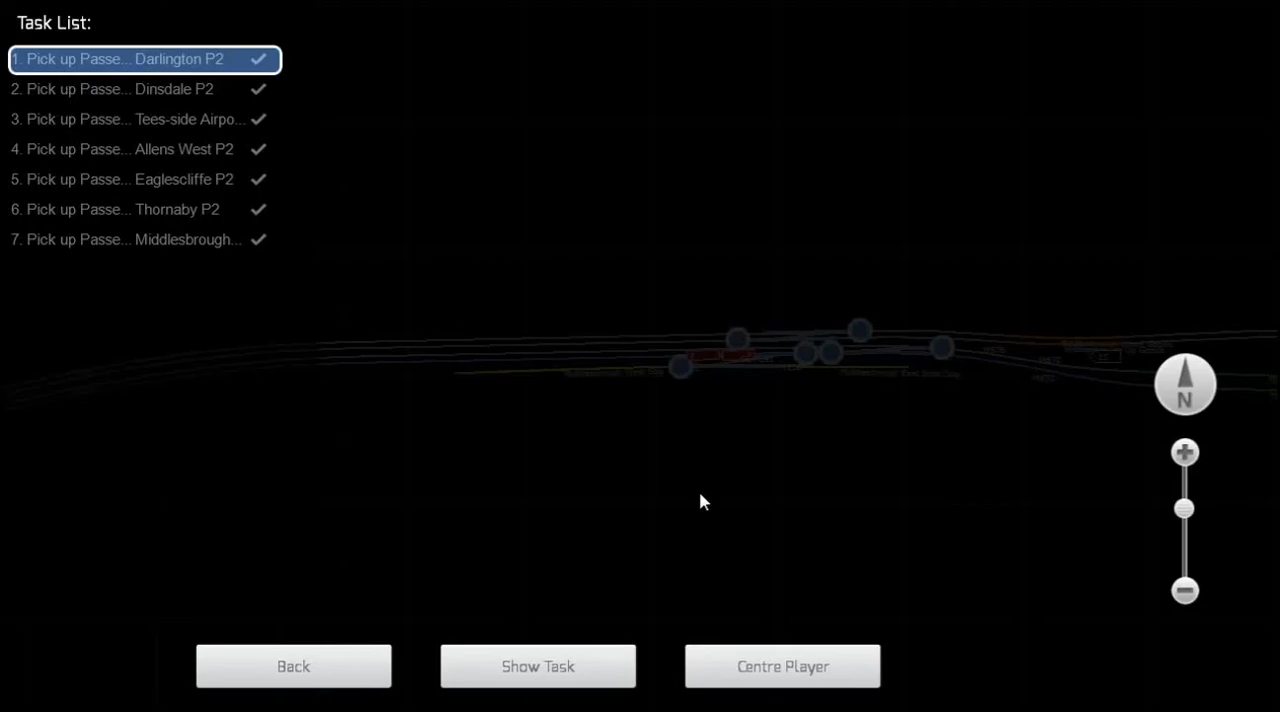 Task List:
1. Pick up Passe... Darlington P2
2. Pick up Passe... Dinsdale P2
3. Pick up Passe... Tees-side Airpo...
4. Pick up Passe... Allens West P2
5. Pick up Passe... Eaglescliffe P2
6. Pick up Passe... Thornaby P2
7. Pick up Passe... Middlesbrough...
N
Back
Show Task
Centre Player